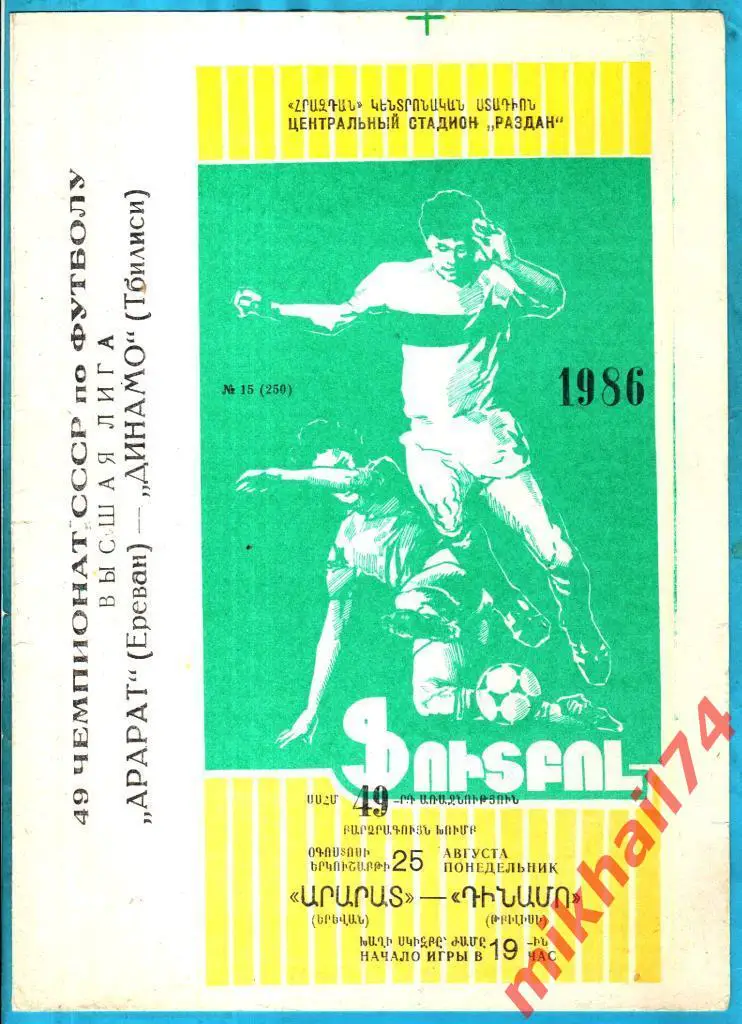 «ՀՐԱԶԴԱՆ» ԿԵՆՏՐՈՆԱԿԱՆ ՍՏԱԴԻՈՆ
ЦЕНТРАЛЬНЫЙ СТАДИОН „РАЗДАН“
49 ЧЕМПИОНАТ СССР по ФУТБОЛУ
ВЫСШАЯ ЛИГА
„АРАРАТ“ (Ереван) — „ДИНАМО“ (Тбилиси)
№ 15 (250)
1986
ՖՈՒՏԲՈԼ
ՍՍՀՄ 49-ՐԴ ԱՌԱՋՆՈՒԹՅՈՒՆ
ԲԱՐՁՐԱԳՈՒՅՆ ԽՈՒՄԲ
ՕԳՈՍՏՈՍԻ 25 АВГУСТА
ԵՐԿՈՒՇԱԲԹԻ ПОНЕДЕЛЬНИК
«ԱՐԱՐԱՏ» — «ԴԻՆԱՄՈ»
(ԵՐԵՎԱՆ) (ԹԲԻԼԻՍԻ)
ԽԱՂԻ ՍԿԻԶԲԸ՝ ԺԱՄԸ 19-ԻՆ
НАЧАЛО ИГРЫ В ЧАС
mikhail74